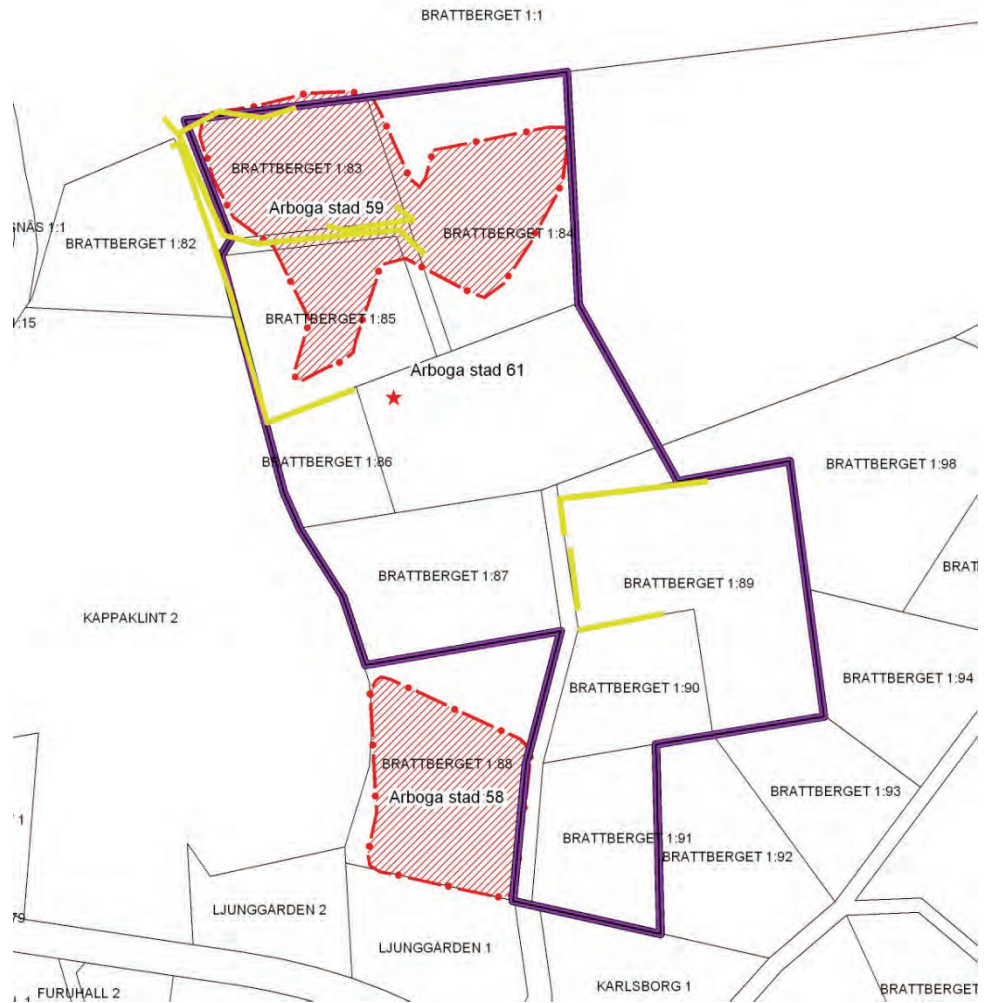 BRATTBERGET 1:1
BRATTBERGET 1:83
Arboga stad 59
SNÄS 1:1
BRATTBERGET 1:82
BRATTBERGET 1:84
:15
BRATTBERGET 1:85
Arboga stad 61
BRATTBERGET 1:86
BRATTBERGET 1:98
BRATTBERGET 1:87
BRATTBERGET 1:89
BRATT
KAPPAKLINT 2
BRATTBERGET 1:90
BRATTBERGET 1:94
BRATTBERGET 1:88
Arboga stad 58
BRATTBERGET 1:93
1
BRATTBERGET 1:91
BRATTBERGET 1:92
LJUNGGÅRDEN 2
79
LJUNGGÅRDEN 1
FURUHALL 2
KARLSBORG 1
BRATTBERGET